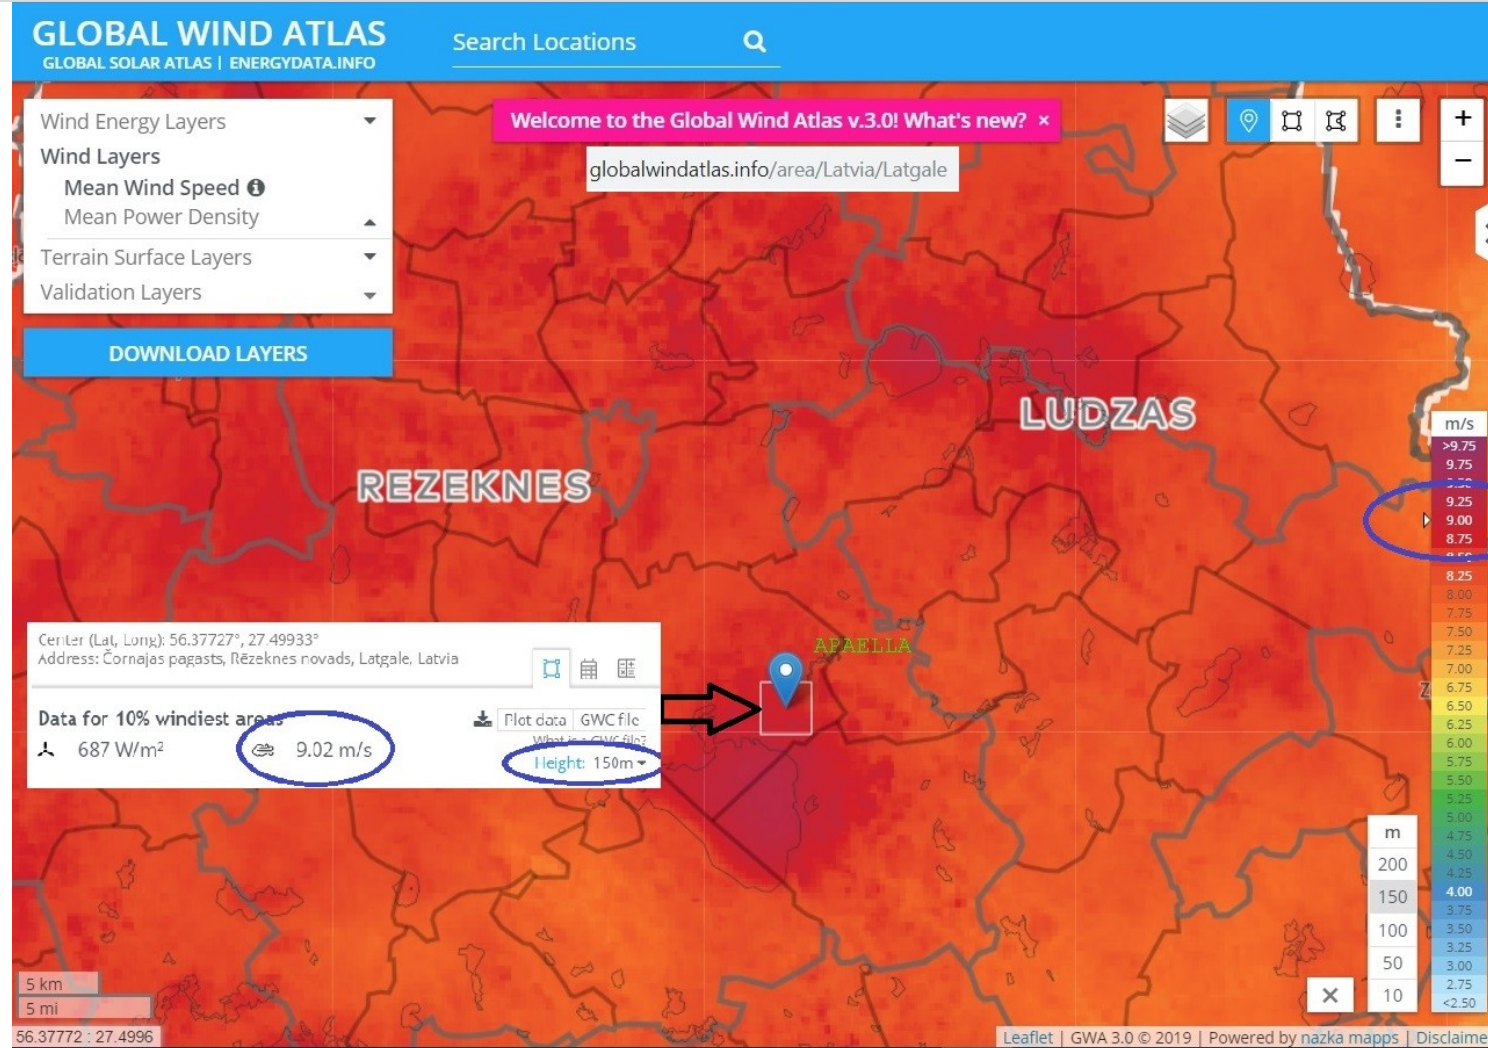 GLOBAL WIND ATLAS
GLOBAL SOLAR ATLAS | ENERGYDATA.INFO
Search Locations
Wind Energy Layers
Wind Layers
Mean Wind Speed
Mean Power Density
Terrain Surface Layers
Validation Layers
DOWNLOAD LAYERS
Welcome to the Global Wind Atlas v.3.0! What's new? ×
globalwindatlas.info/area/Latvia/Latgale
+
−
LUDZAS
REZEKNES
APAELLA
Center (Lat, Long): 56.37727°, 27.49933°
Address: Čornajas pagasts, Rēzeknes novads, Latgale, Latvia
Data for 10% windiest areas
Plot data
GWC file
What is a GWC file?
687 W/m²
9.02 m/s
Height: 150m
m/s
>9.75
9.75
9.50
9.25
9.00
8.75
8.50
8.25
8.00
7.75
7.50
7.25
7.00
6.75
6.50
6.25
6.00
5.75
5.50
5.25
5.00
4.75
4.50
4.25
4.00
3.75
3.50
3.25
3.00
2.75
<2.50
Z
m
200
150
100
50
10
5 km
5 mi
56.37772 : 27.4996
Leaflet | GWA 3.0 © 2019 | Powered by nazka mapps | Disclaime